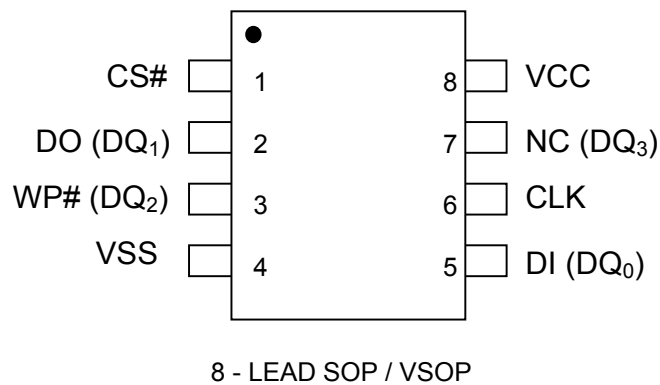 CS# 1 8 VCC
DO (DQ₁) 2 7 NC (DQ₃)
WP# (DQ₂) 3 6 CLK
VSS 4 5 DI (DQ₀)
8 - LEAD SOP / VSOP